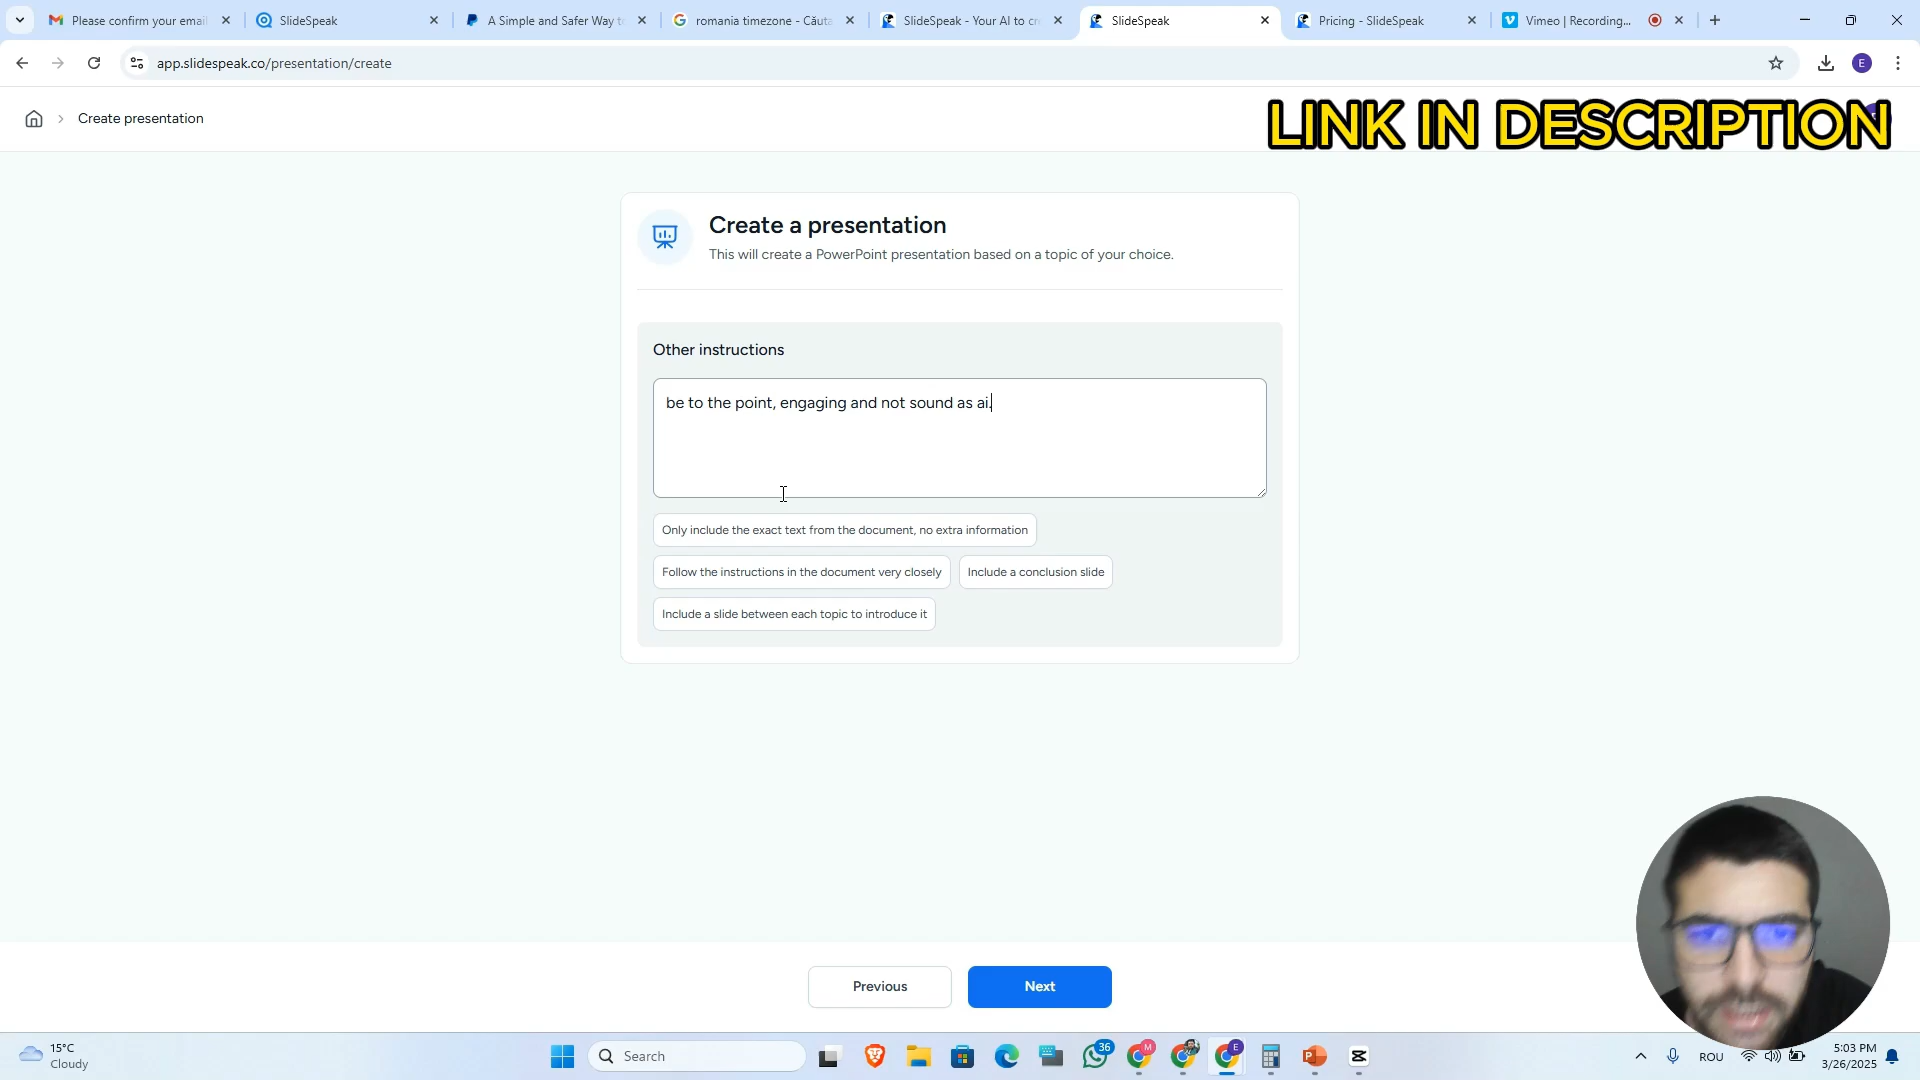 Please confirm your email
SlideSpeak
A Simple and Safer Way to
romania timezone - Căuta
SlideSpeak - Your AI to cre
SlideSpeak
Pricing - SlideSpeak
Vimeo | Recording...
app.slidespeak.co/presentation/create
E
Create presentation
LINK IN DESCRIPTION
Create a presentation
This will create a PowerPoint presentation based on a topic of your choice.
Other instructions
be to the point, engaging and not sound as ai.
Only include the exact text from the document, no extra information
Follow the instructions in the document very closely
Include a conclusion slide
Include a slide between each topic to introduce it
Previous
Next
15°C
Cloudy
Search
36
M
E
ROU
5:03 PM
3/26/2025